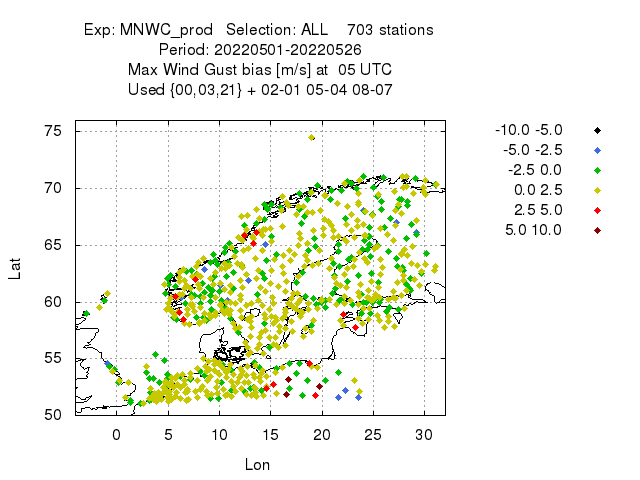 Exp: MNWC_prod   Selection: ALL    703 stations
Period: 20220501-20220526
Max Wind Gust bias [m/s] at  05 UTC
Used {00,03,21} + 02-01 05-04 08-07
-10.0 -5.0
-5.0 -2.5
-2.5 0.0
0.0 2.5
2.5 5.0
5.0 10.0
75
70
65
60
55
50
Lat
0 5 10 15 20 25 30
Lon